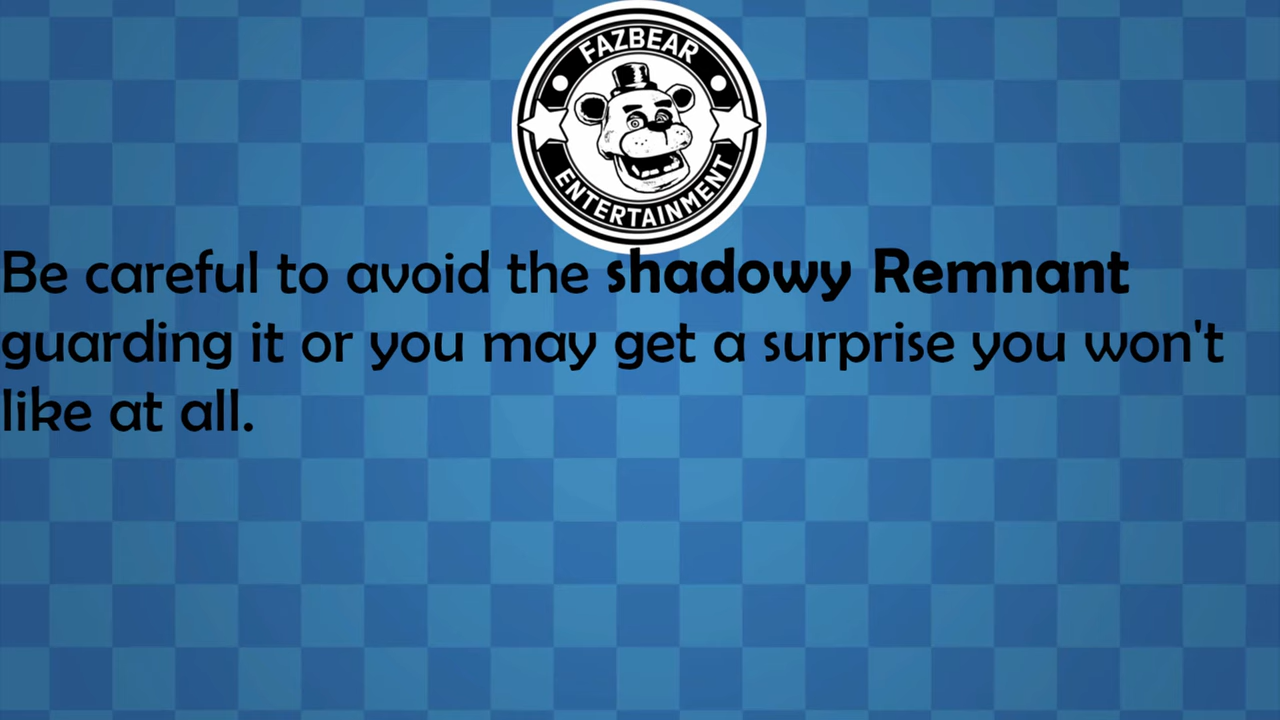 FAZBEAR
ENTERTAINMENT
Be careful to avoid the shadowy Remnant
guarding it or you may get a surprise you won't
like at all.